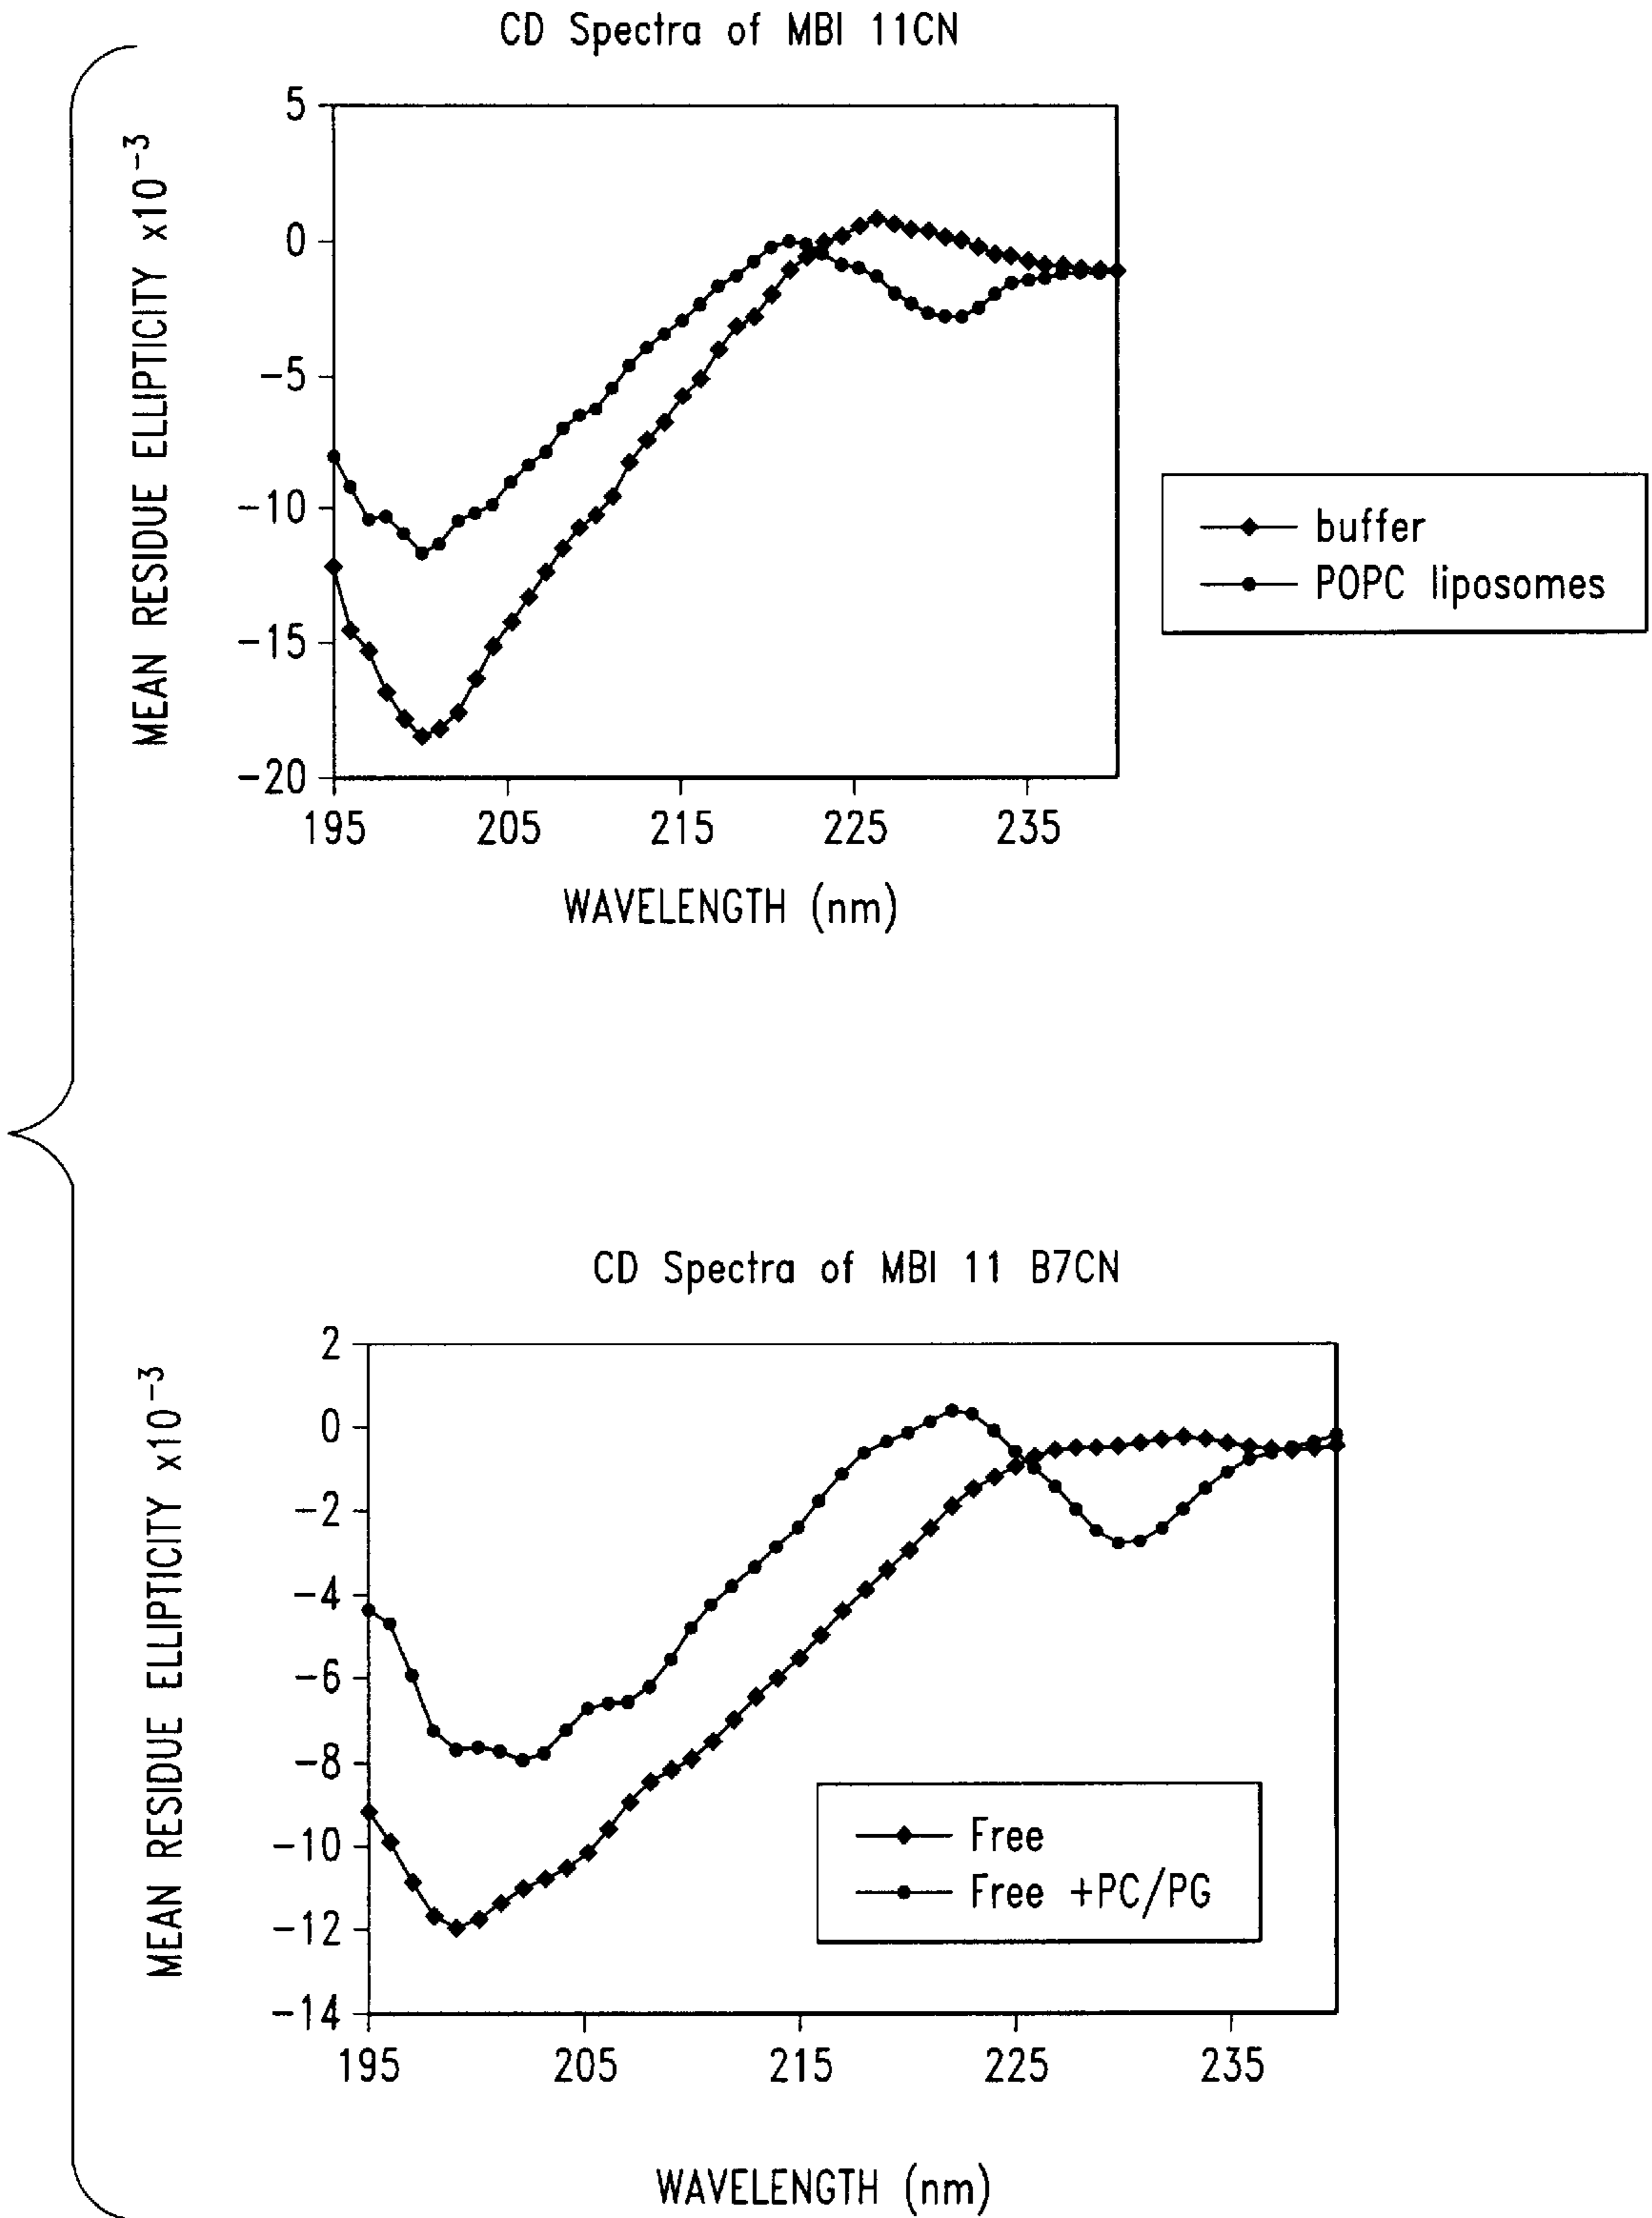 CD Spectra of MBI 11CN
MEAN RESIDUE ELLIPTICITY x10⁻³
5
0
−5
−10
−15
−20
195 205 215 225 235
WAVELENGTH (nm)
buffer
POPC liposomes
CD Spectra of MBI 11 B7CN
MEAN RESIDUE ELLIPTICITY x10⁻³
2
0
−2
−4
−6
−8
−10
−12
−14
195 205 215 225 235
WAVELENGTH (nm)
Free
Free +PC/PG